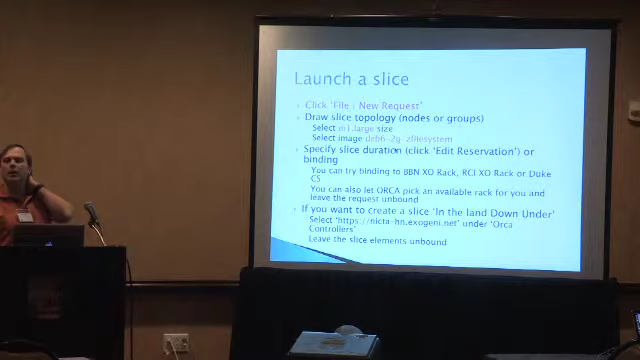 Launch a slice
Click 'File / New Request'
Draw slice topology (nodes or groups)
Select m1.large size
Select image deb6-2g-zfilesystem
Specify slice duration (click 'Edit Reservation') or
binding
You can try binding to BBN XO Rack, RCI XO Rack or Duke
CS
You can also let ORCA pick an available rack for you and
leave the request unbound
If you want to create a slice 'In the land Down Under'
Select 'https://nicta-hn.exogeni.net' under 'Orca
Controllers'
Leave the slice elements unbound